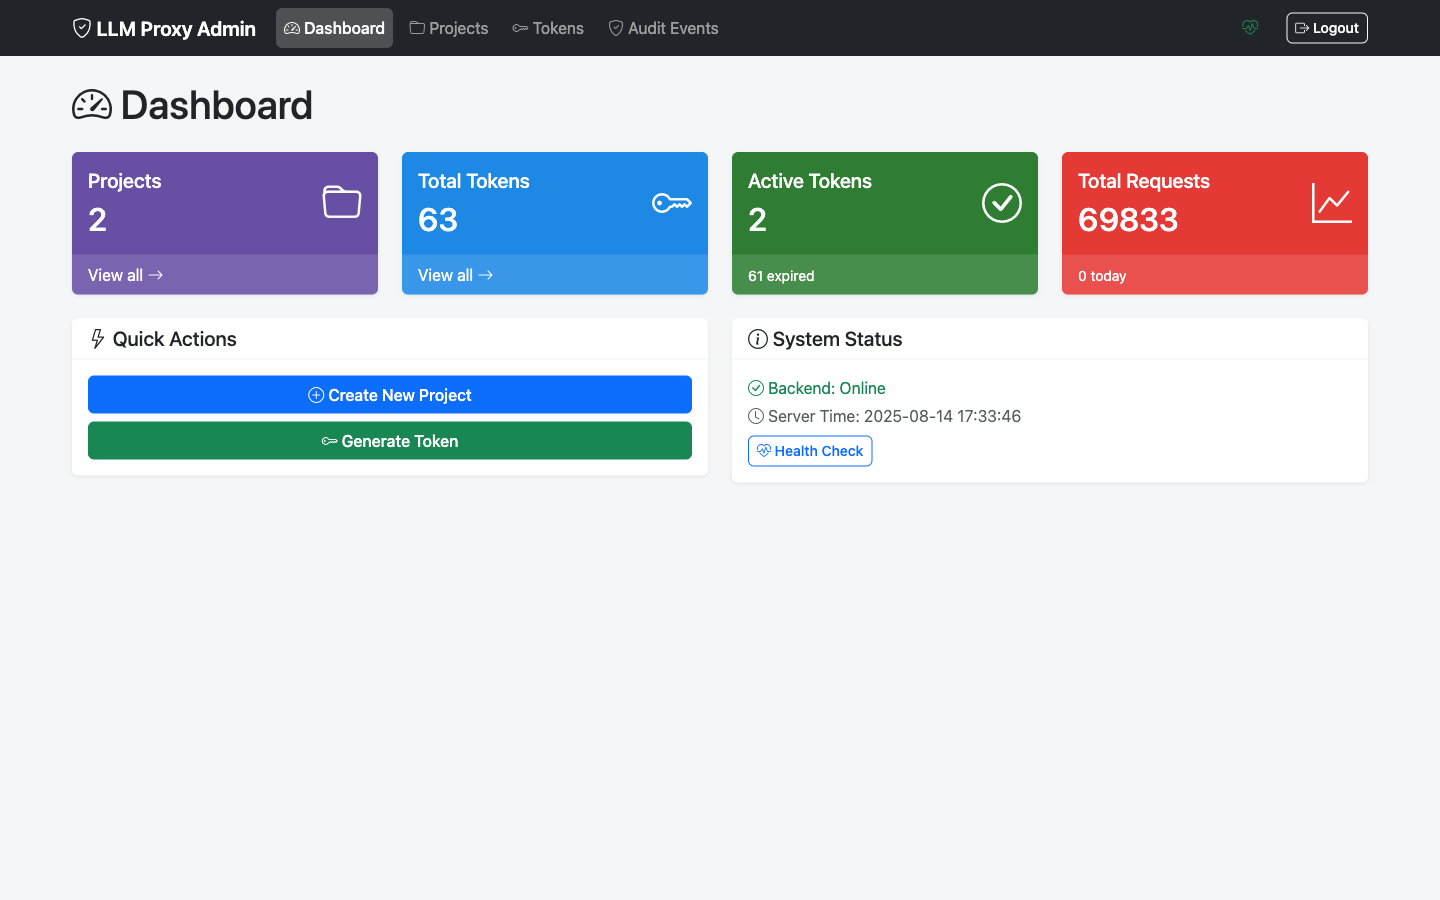 LLM Proxy Admin
Dashboard
Projects
Tokens
Audit Events
Logout
Dashboard
Projects
2
View all
Total Tokens
63
View all
Active Tokens
2
61 expired
Total Requests
69833
0 today
Quick Actions
Create New Project
Generate Token
System Status
Backend: Online
Server Time: 2025-08-14 17:33:46
Health Check